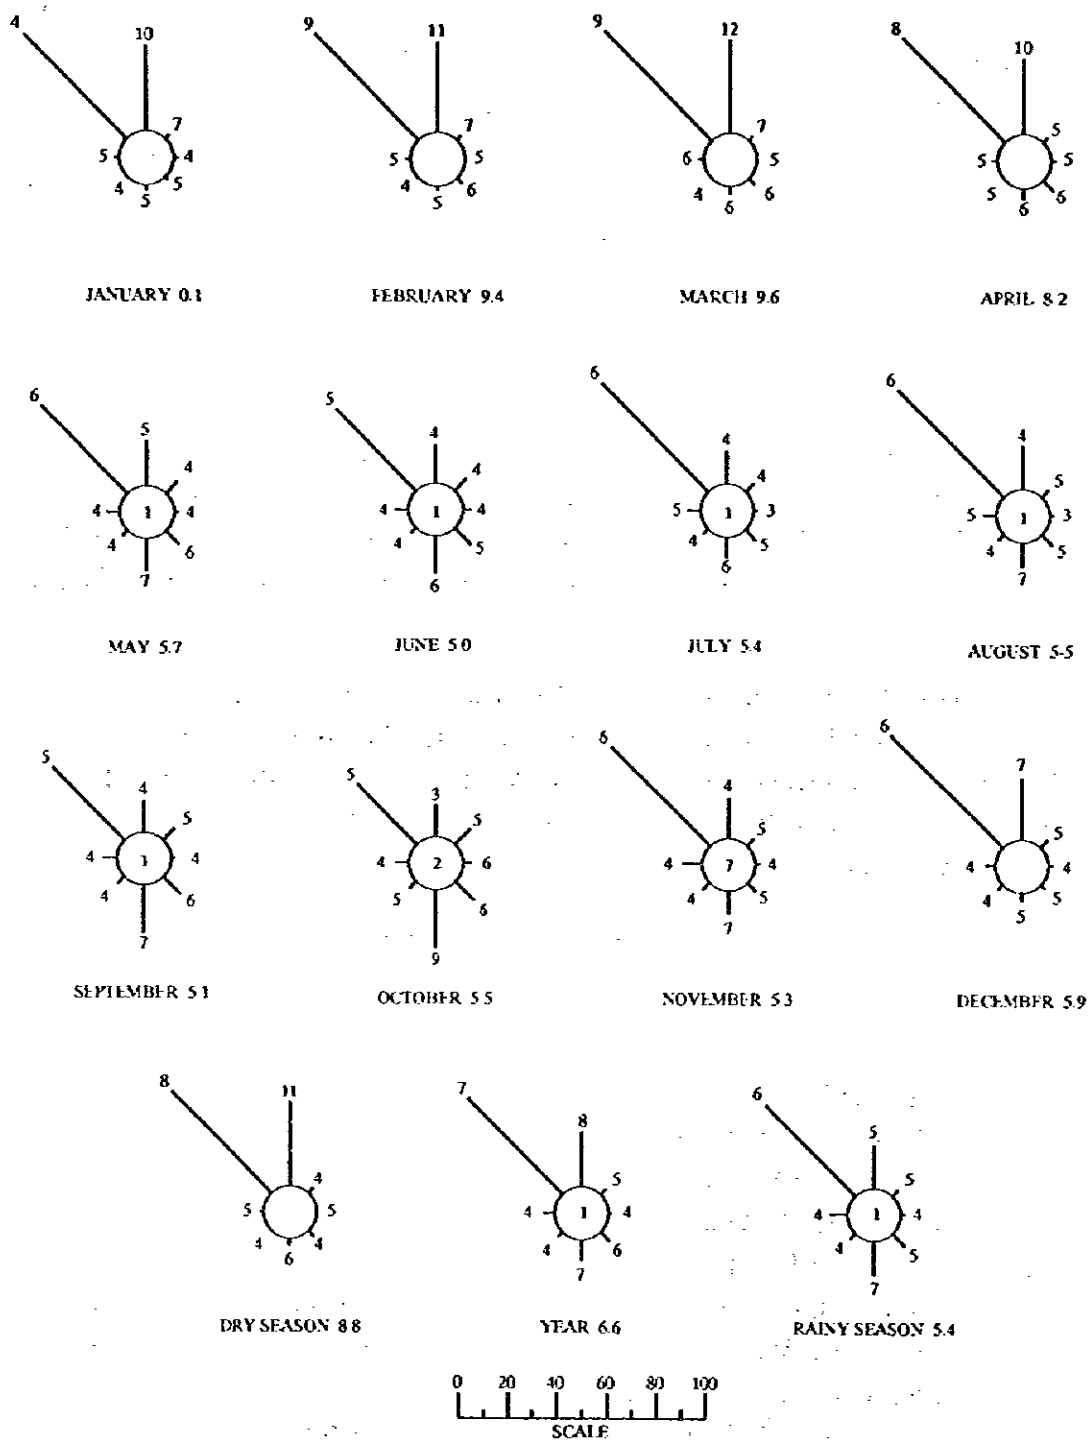 4 10
7
5 4
4 5
5
JANUARY 0.1
9 11
7
5 5
4 6
5
FEBRUARY 9.4
9 12
7
6 5
4 6
6
MARCH 9.6
8 10
5
5 5
5 6
6
APRIL 8.2
6 5
4
4 1 4
4 6
7
MAY 5.7
5 4
4
4 1 4
4 5
6
JUNE 5.0
6 4
4
5 1 3
4 5
6
JULY 5.4
6 4
5
5 1 3
4 5
7
AUGUST 5.5
5 4
5
4 1 4
4 6
7
SEPTEMBER 5.1
5 3
5
4 2 6
5 6
9
OCTOBER 5.5
6 4
5
4 4
4 5
7
NOVEMBER 5.3
6 7
5
4 4
4 5
5
DECEMBER 5.9
8 11
4
5 5
4 4
6
DRY SEASON 8.8
7 8
5
4 1 4
4 6
7
YEAR 6.6
6 5
5
4 1 4
4 5
7
RAINY SEASON 5.4
0 20 40 60 80 100
SCALE